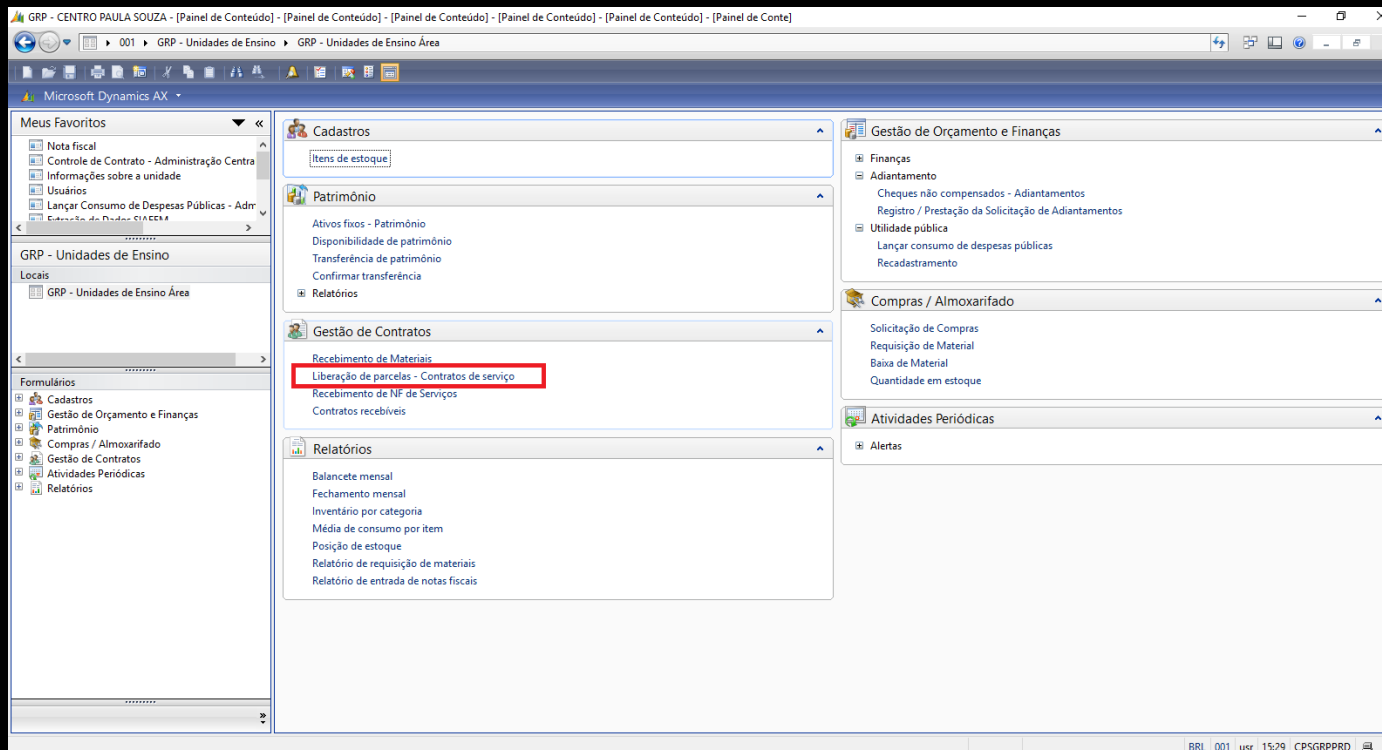 GRP - CENTRO PAULA SOUZA - [Painel de Conteúdo] - [Painel de Conteúdo] - [Painel de Conteúdo] - [Painel de Conteúdo] - [Painel de Conteúdo] - [Painel de Conte]
001 GRP - Unidades de Ensino GRP - Unidades de Ensino Área
Microsoft Dynamics AX
Meus Favoritos
Nota fiscal
Controle de Contrato - Administração Centra
Informações sobre a unidade
Usuários
Lançar Consumo de Despesas Públicas - Adm
Extração de Dados SIAFEM
GRP - Unidades de Ensino
Locais
GRP - Unidades de Ensino Área
Formulários
Cadastros
Gestão de Orçamento e Finanças
Patrimônio
Compras / Almoxarifado
Gestão de Contratos
Atividades Periódicas
Relatórios
Cadastros
Itens de estoque
Patrimônio
Ativos fixos - Patrimônio
Disponibilidade de patrimônio
Transferência de patrimônio
Confirmar transferência
Relatórios
Gestão de Contratos
Recebimento de Materiais
Liberação de parcelas - Contratos de serviço
Recebimento de NF de Serviços
Contratos recebíveis
Relatórios
Balancete mensal
Fechamento mensal
Inventário por categoria
Média de consumo por item
Posição de estoque
Relatório de requisição de materiais
Relatório de entrada de notas fiscais
Gestão de Orçamento e Finanças
Finanças
Adiantamento
Cheques não compensados - Adiantamentos
Registro / Prestação da Solicitação de Adiantamentos
Utilidade pública
Lançar consumo de despesas públicas
Recadastramento
Compras / Almoxarifado
Solicitação de Compras
Requisição de Material
Baixa de Material
Quantidade em estoque
Atividades Periódicas
Alertas
BRL 001 usr 15:29 CPSGRPPRD